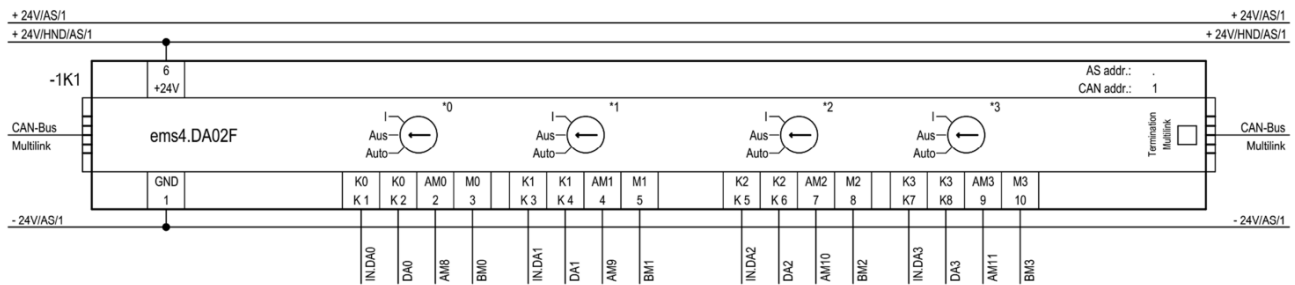 + 24V/AS/1 + 24V/AS/1
+ 24V/HND/AS/1 + 24V/HND/AS/1
-1K1 6 AS addr.: .
+24V CAN addr.: 1
*0 *1 *2 *3
I I I I
CAN-Bus ems4.DA02F Aus Aus Aus Aus Termination CAN-Bus
Multilink Auto Auto Auto Auto Multilink Multilink
GND K0 K0 AM0 M0 K1 K1 AM1 M1 K2 K2 AM2 M2 K3 K3 AM3 M3
1 K 1 K 2 2 3 K 3 K 4 4 5 K 5 K 6 7 8 K7 K8 9 10
- 24V/AS/1 - 24V/AS/1
IN.DA0 DA0 AM8 BM0 IN.DA1 DA1 AM9 BM1 IN.DA2 DA2 AM10 BM2 IN.DA3 DA3 AM11 BM3